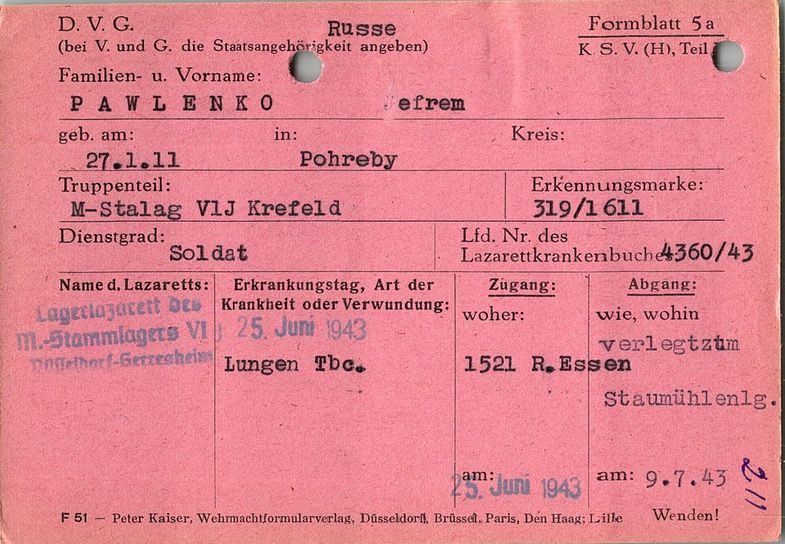 D. V. G.
Russe
Formblatt 5 a
(bei V. und G. die Staatsangehörigkeit angeben)
K. S. V. (H), Teil
Familien- u. Vorname:
PAWLENKO efrem
geb. am: in: Kreis:
27.1.11 Pohreby
Truppenteil: Erkennungsmarke:
M-Stalag V1J Krefeld 319/1611
Dienstgrad: Lfd. Nr. des
Soldat Lazarettkrankenbuches 4360/43
Name d. Lazaretts: Erkrankungstag, Art der Zugang: Abgang:
Krankheit oder Verwundung:
Lagerlazarett des
woher: wie, wohin
M.-Stammlagers VI J 25. Juni 1943
verlegtzum
Düsseldorf-Gerresheim
Lungen Tbc. 1521 R.Essen
Staumühlenlg.
am: 25. Juni 1943 am: 9.7.43
211
F 51 — Peter Kaiser, Wehrmachtformularverlag, Düsseldorf, Brüssel, Paris, Den Haag; Lille Wenden!